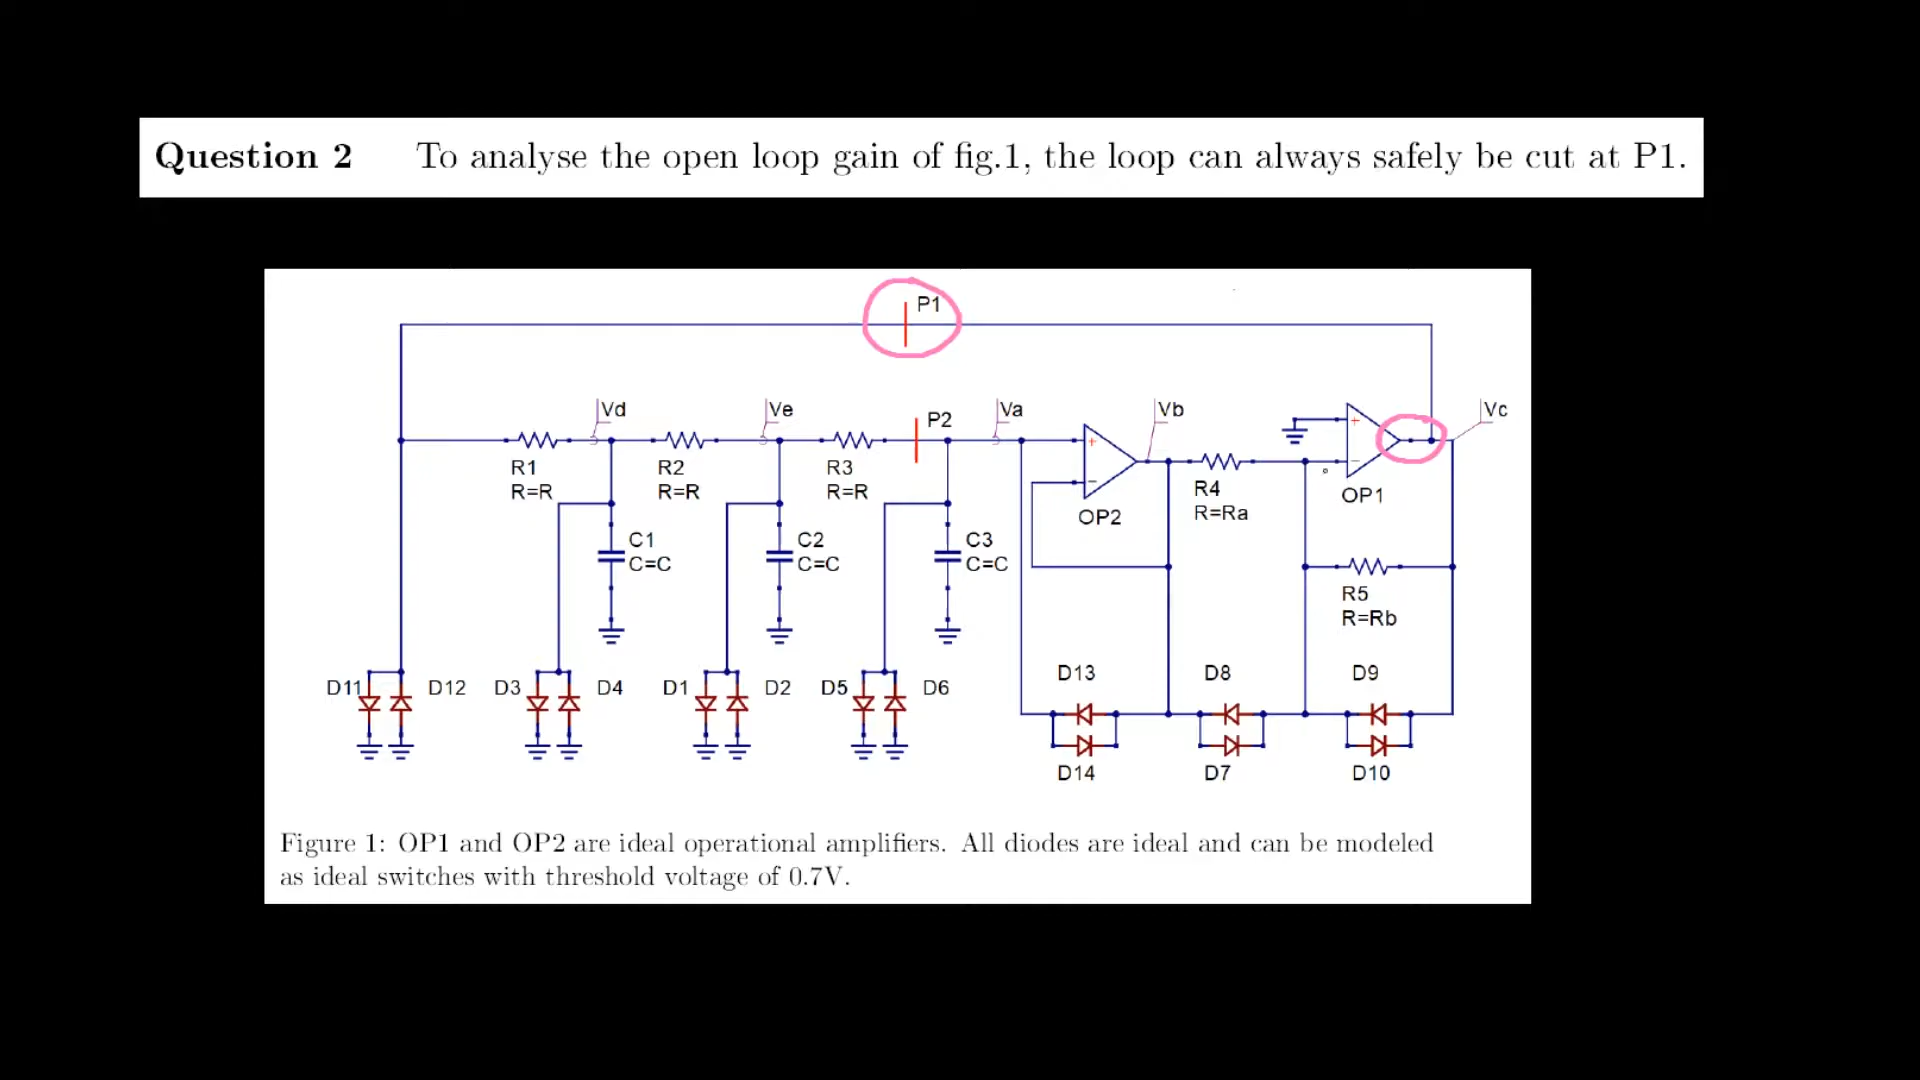 Question 2 To analyse the open loop gain of fig.1, the loop can always safely be cut at P1.
P1
Vd Ve P2 Va Vb Vc
R1 R2 R3 R4 OP1
R=R R=R R=R OP2 R=Ra
C1 C2 C3
C=C C=C C=C
R5
R=Rb
D13 D8 D9
D11 D12 D3 D4 D1 D2 D5 D6
D14 D7 D10
Figure 1: OP1 and OP2 are ideal operational amplifiers. All diodes are ideal and can be modeled
as ideal switches with threshold voltage of 0.7V.